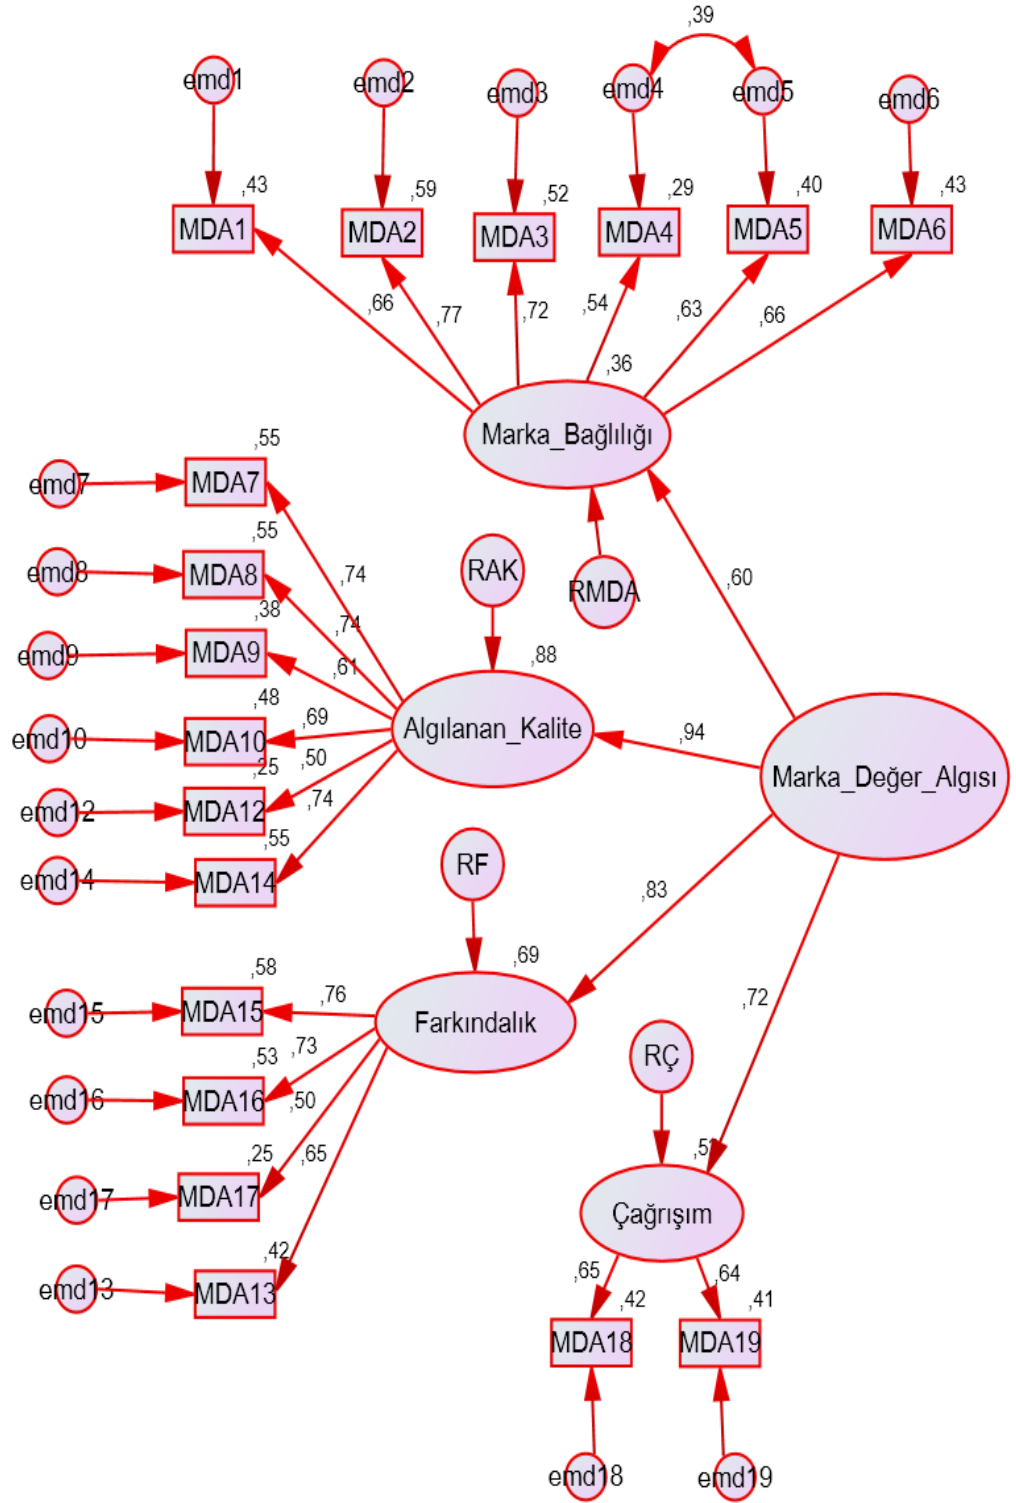 ,39
emd1
emd2
emd3
emd4
emd5
emd6
,43
,59
,52
,29
,40
,43
MDA1
MDA2
MDA3
MDA4
MDA5
MDA6
,66
,77
,72
,54
,63
,66
,36
Marka_Bağlılığı
RMDA
,60
,55
emd7
MDA7
,74
,55
emd8
MDA8
,74
,38
emd9
MDA9
,61
,48
emd10
MDA10
,69
,25
emd12
MDA12
,50
,55
emd14
MDA14
,74
RAK
,88
Algılanan_Kalite
,94
Marka_Değer_Algısı
RF
,83
,69
Farkındalık
,58
emd15
MDA15
,76
,53
emd16
MDA16
,73
,25
emd17
MDA17
,50
,42
emd13
MDA13
,65
,72
RÇ
Çağrışım
,65
,64
,42
,41
MDA18
MDA19
emd18
emd19